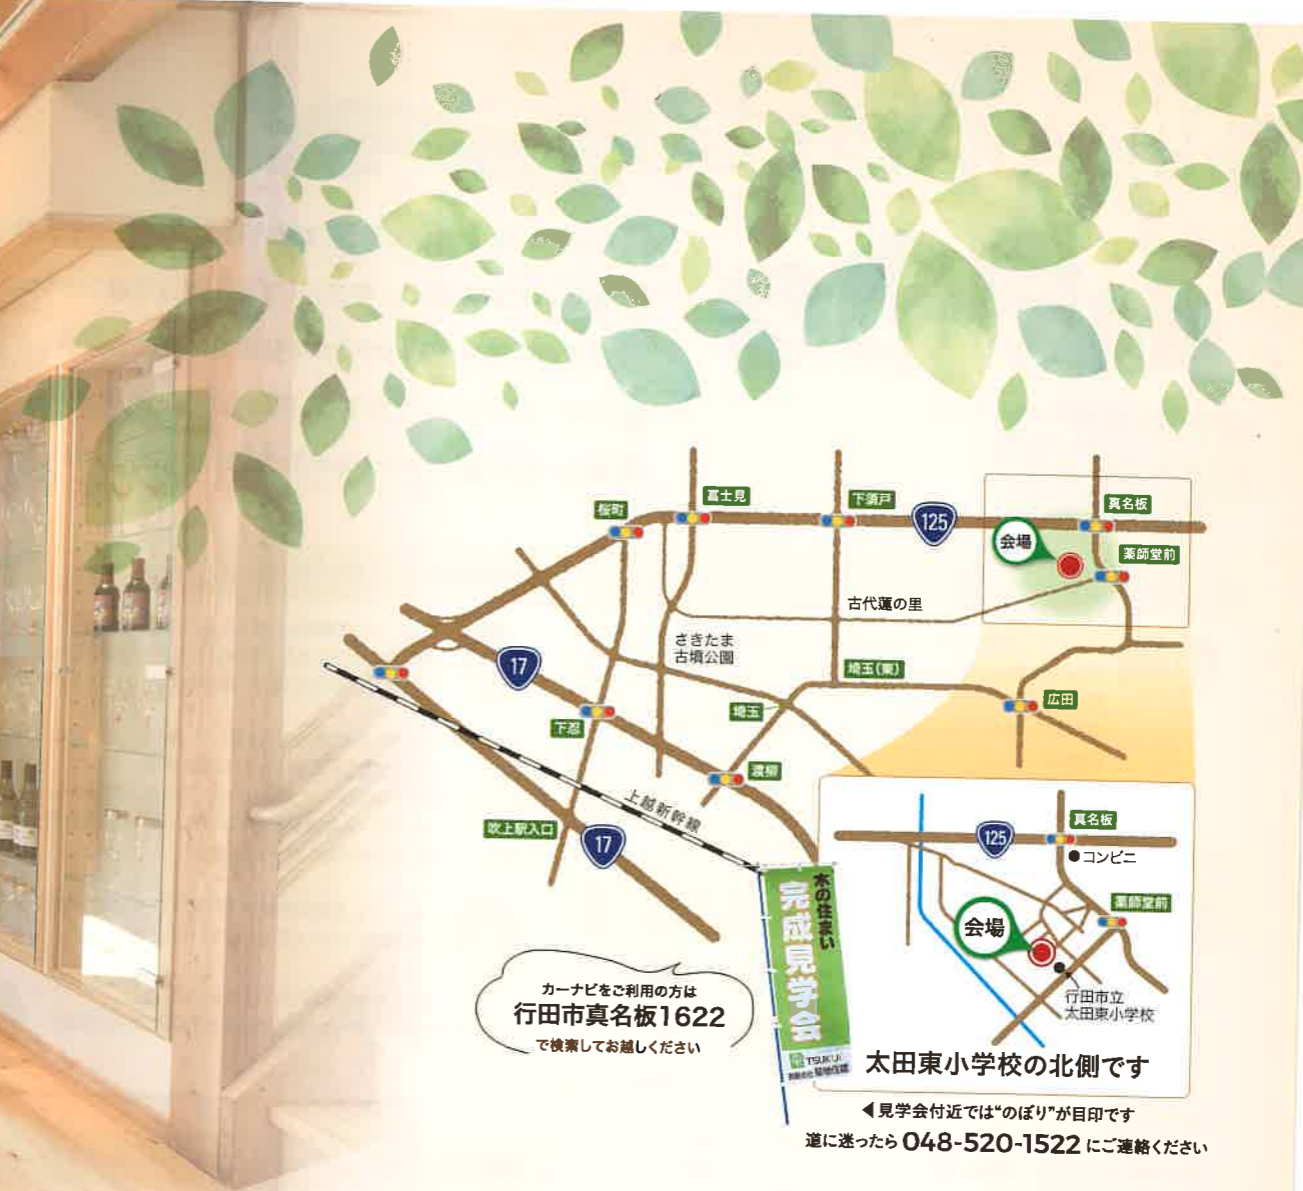 桜町
富士見
下須戸
125
真名板
会場
薬師堂前
古代蓮の里
さきたま
古墳公園
17
埼玉(東)
埼玉
広田
下忍
渡柳
上越新幹線
吹上駅入口
17
真名板
125
コンビニ
薬師堂前
会場
行田市立
太田東小学校
太田東小学校の北側です
木の住まい
完成見学会
TSUKUI
カーナビをご利用の方は
行田市真名板1622
で検索してお越しください
◀見学会付近では“のぼり”が目印です
道に迷ったら 048-520-1522 にご連絡ください